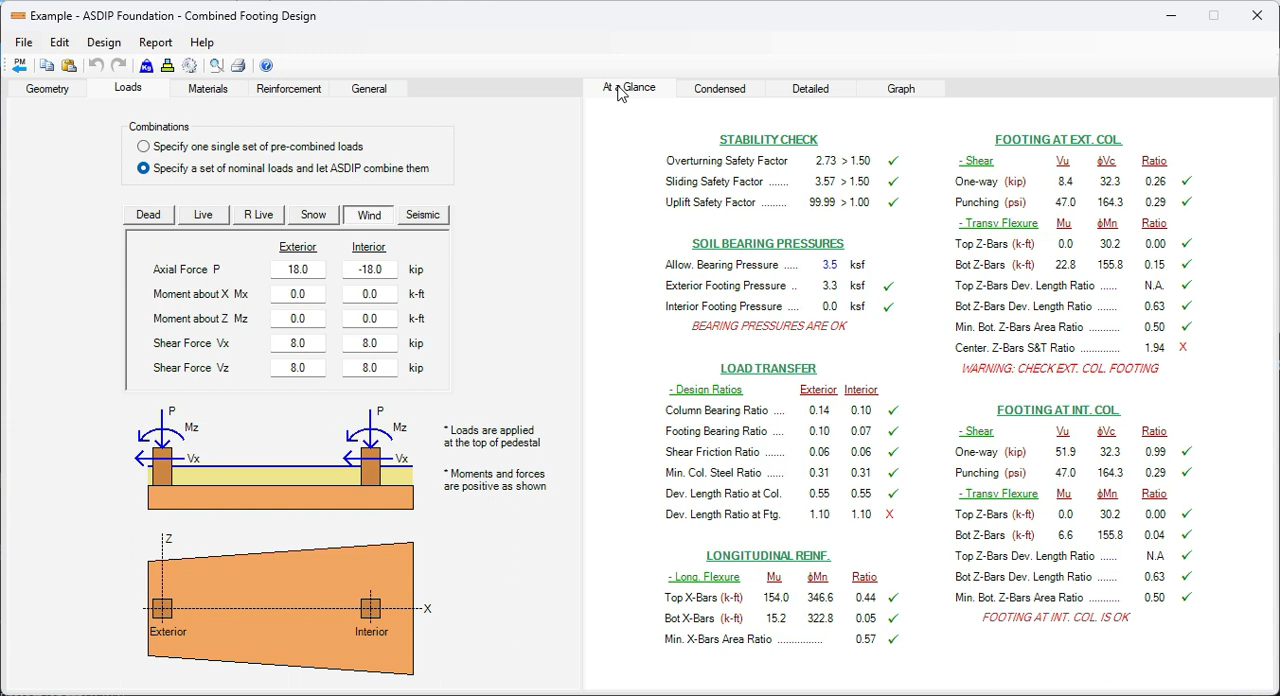 Example - ASDIP Foundation - Combined Footing Design
File Edit Design Report Help
PM Kg
Geometry Loads Materials Reinforcement General
At a Glance Condensed Detailed Graph
Combinations
Specify one single set of pre-combined loads
Specify a set of nominal loads and let ASDIP combine them
Dead Live R Live Snow Wind Seismic
Exterior Interior
Axial Force P 18.0 -18.0 kip
Moment about X Mx 0.0 0.0 k-ft
Moment about Z Mz 0.0 0.0 k-ft
Shear Force Vx 8.0 8.0 kip
Shear Force Vz 8.0 8.0 kip
P P
Mz Mz
Vx Vx
* Loads are applied
at the top of pedestal
* Moments and forces
are positive as shown
Z
X
Exterior Interior
STABILITY CHECK
Overturning Safety Factor 2.73 > 1.50 ✓
Sliding Safety Factor ....... 3.57 > 1.50 ✓
Uplift Safety Factor ......... 99.99 > 1.00 ✓
SOIL BEARING PRESSURES
Allow. Bearing Pressure ..... 3.5 ksf
Exterior Footing Pressure .. 3.3 ksf ✓
Interior Footing Pressure .... 0.0 ksf ✓
BEARING PRESSURES ARE OK
LOAD TRANSFER
- Design Ratios Exterior Interior
Column Bearing Ratio .... 0.14 0.10 ✓
Footing Bearing Ratio .... 0.10 0.07 ✓
Shear Friction Ratio ....... 0.06 0.06 ✓
Min. Col. Steel Ratio ...... 0.31 0.31 ✓
Dev. Length Ratio at Col. 0.55 0.55 ✓
Dev. Length Ratio at Ftg. 1.10 1.10 X
LONGITUDINAL REINF.
- Long. Flexure Mu ϕMn Ratio
Top X-Bars (k-ft) 154.0 346.6 0.44 ✓
Bot X-Bars (k-ft) 15.2 322.8 0.05 ✓
Min. X-Bars Area Ratio ................ 0.57 ✓
FOOTING AT EXT. COL.
- Shear Vu ϕVc Ratio
One-way (kip) 8.4 32.3 0.26 ✓
Punching (psi) 47.0 164.3 0.29 ✓
- Transv Flexure Mu ϕMn Ratio
Top Z-Bars (k-ft) 0.0 30.2 0.00 ✓
Bot Z-Bars (k-ft) 22.8 155.8 0.15 ✓
Top Z-Bars Dev. Length Ratio ...... N.A. ✓
Bot Z-Bars Dev. Length Ratio ....... 0.63 ✓
Min. Bot. Z-Bars Area Ratio ........... 0.50 ✓
Center. Z-Bars S&T Ratio .............. 1.94 X
WARNING: CHECK EXT. COL. FOOTING
FOOTING AT INT. COL.
- Shear Vu ϕVc Ratio
One-way (kip) 51.9 32.3 0.99 ✓
Punching (psi) 47.0 164.3 0.29 ✓
- Transv Flexure Mu ϕMn Ratio
Top Z-Bars (k-ft) 0.0 30.2 0.00 ✓
Bot Z-Bars (k-ft) 6.6 155.8 0.04 ✓
Top Z-Bars Dev. Length Ratio ...... N.A ✓
Bot Z-Bars Dev. Length Ratio ....... 0.63 ✓
Min. Bot. Z-Bars Area Ratio ........... 0.50 ✓
FOOTING AT INT. COL. IS OK